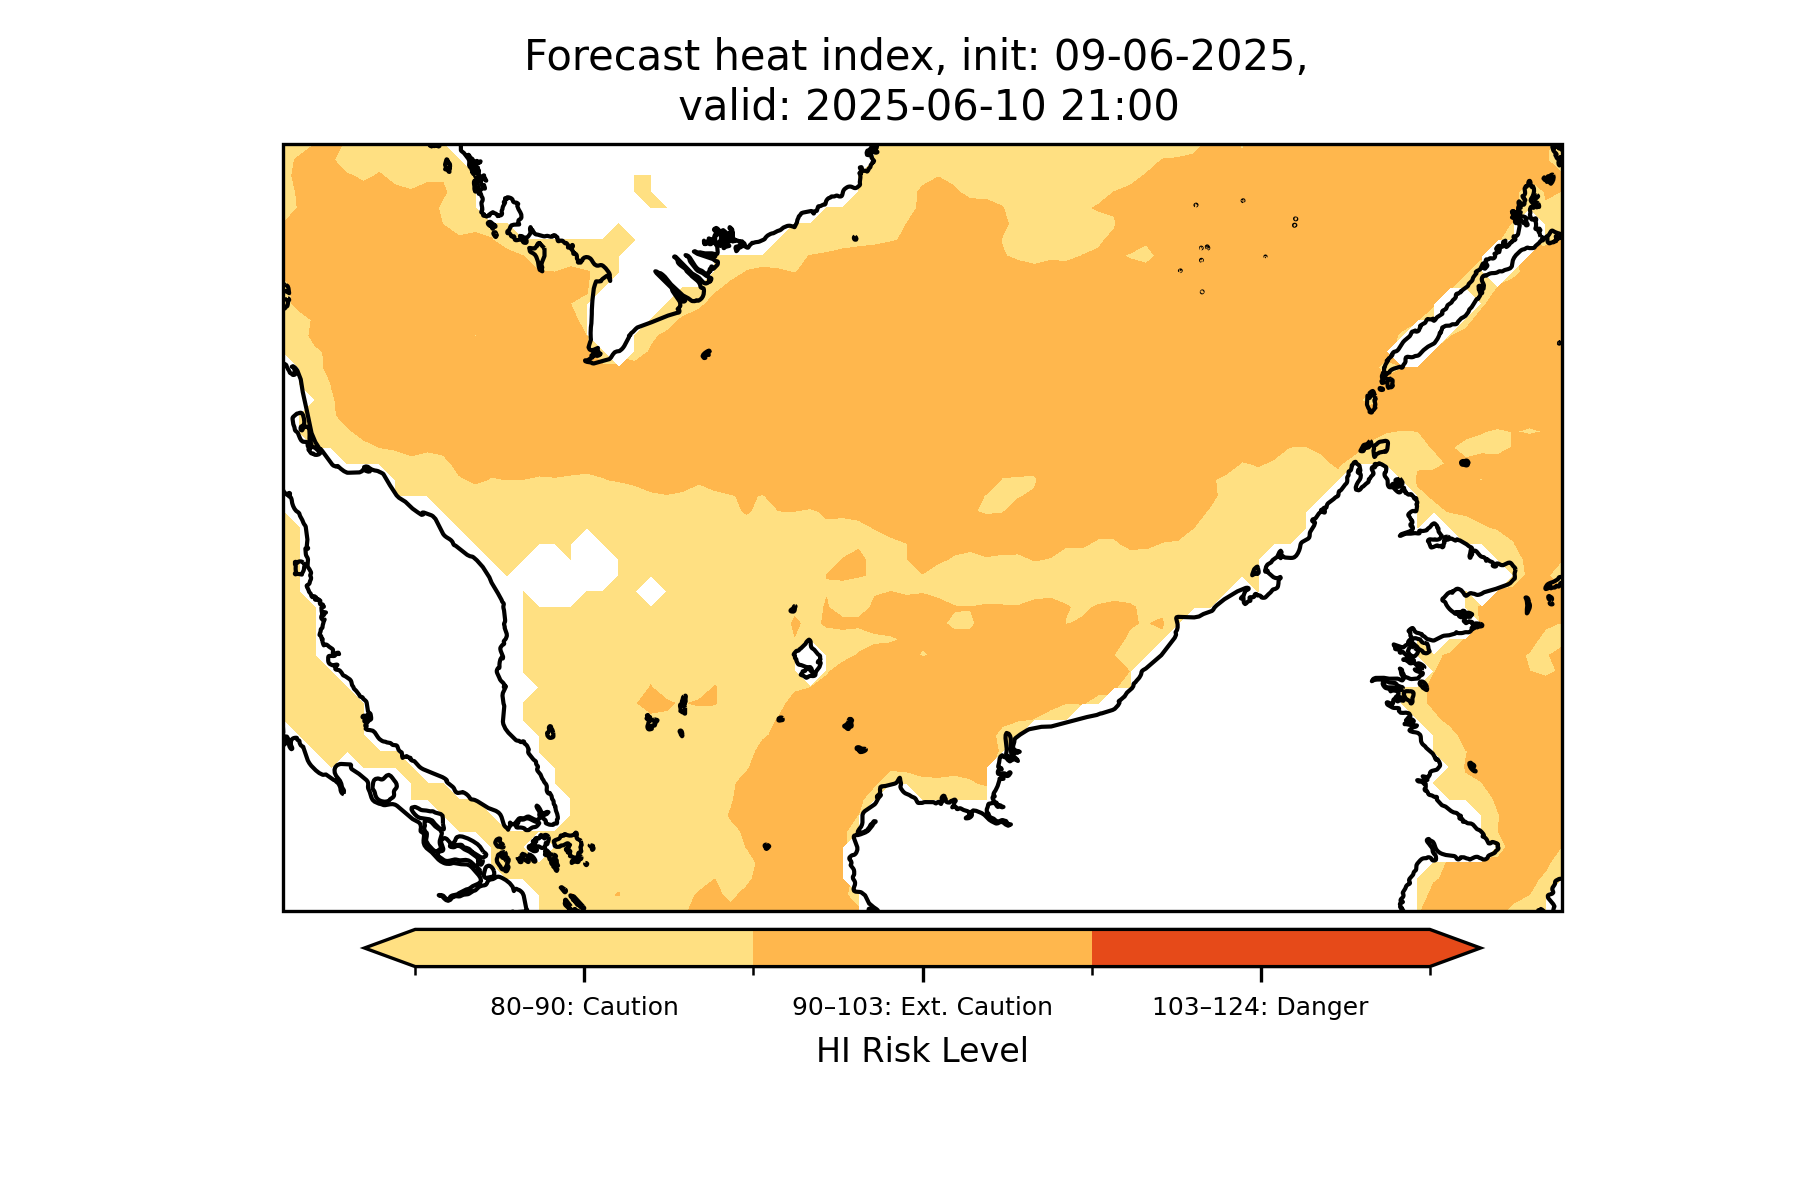 Forecast heat index, init: 09-06-2025,
valid: 2025-06-10 21:00
80–90: Caution
90–103: Ext. Caution
103–124: Danger
HI Risk Level